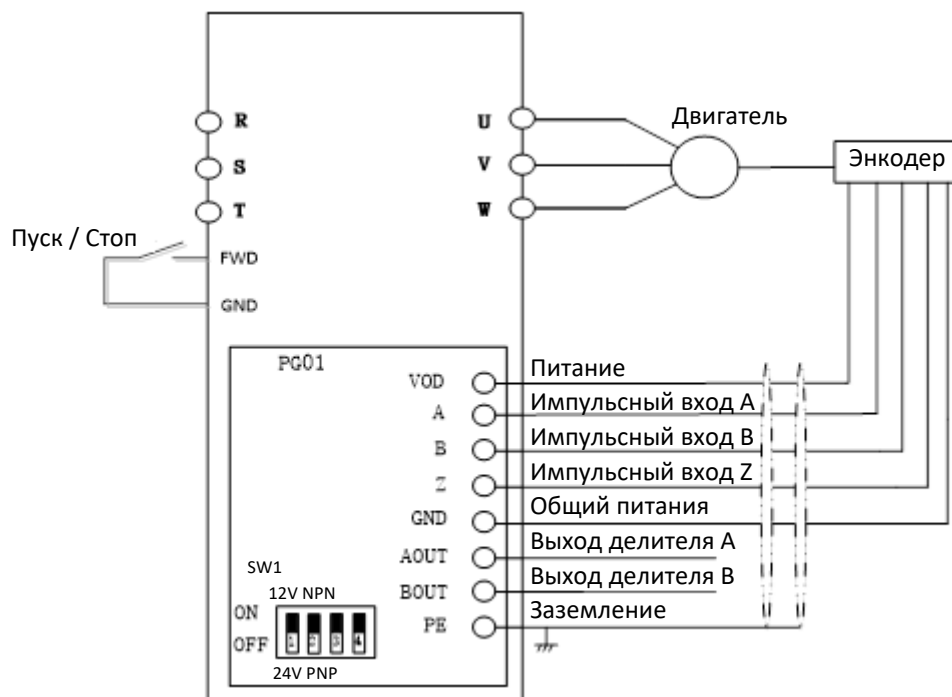 R
S
T
U
V
W
Двигатель
Энкодер
Пуск / Стоп
FWD
GND
PG01
VOD
Питание
A
Импульсный вход A
B
Импульсный вход B
Z
Импульсный вход Z
GND
Общий питания
AOUT
Выход делителя A
BOUT
Выход делителя B
PE
Заземление
SW1
12V NPN
ON
OFF
1 2 3 4
24V PNP